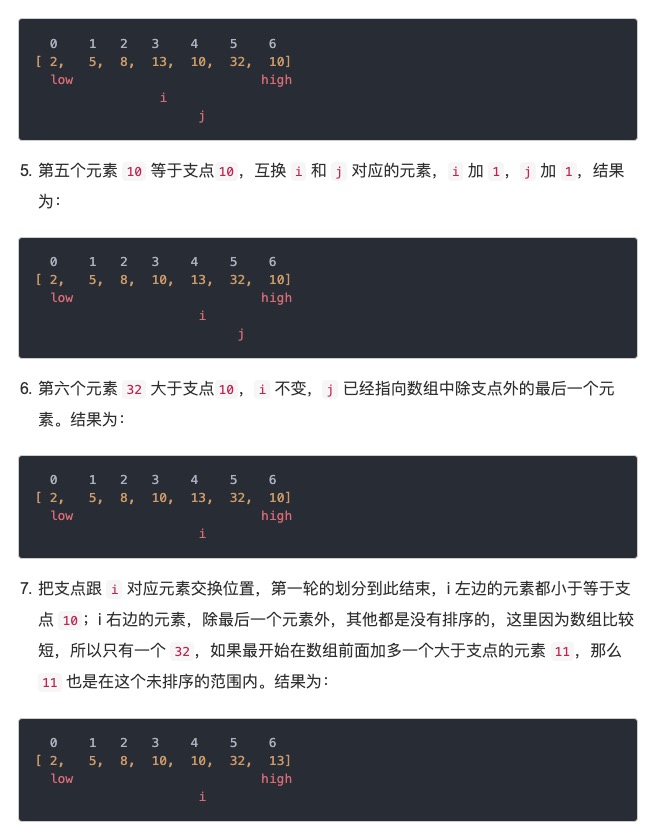 0 1 2 3 4 5 6
[ 2, 5, 8, 13, 10, 32, 10]
low high
i
j
5. 第五个元素 10 等于支点 10 ，互换 i 和 j 对应的元素， i 加 1 ， j 加 1 ，结果
为：
0 1 2 3 4 5 6
[ 2, 5, 8, 10, 13, 32, 10]
low high
i
j
6. 第六个元素 32 大于支点 10 ， i 不变， j 已经指向数组中除支点外的最后一个元
素。结果为：
0 1 2 3 4 5 6
[ 2, 5, 8, 10, 13, 32, 10]
low high
i
7. 把支点跟 i 对应元素交换位置，第一轮的划分到此结束，i 左边的元素都小于等于支
点 10 ；i 右边的元素，除最后一个元素外，其他都是没有排序的，这里因为数组比较
短，所以只有一个 32 ，如果最开始在数组前面加多一个大于支点的元素 11 ，那么
11 也是在这个未排序的范围内。结果为：
0 1 2 3 4 5 6
[ 2, 5, 8, 10, 10, 32, 13]
low high
i